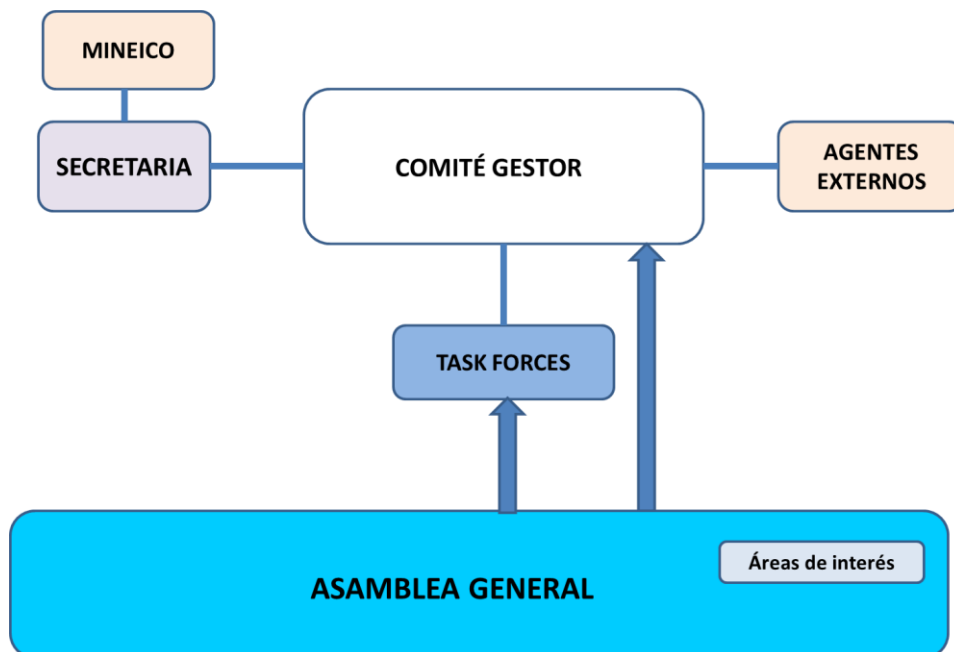 MINEICO
SECRETARIA
COMITÉ GESTOR
AGENTES
EXTERNOS
TASK FORCES
Áreas de interés
ASAMBLEA GENERAL